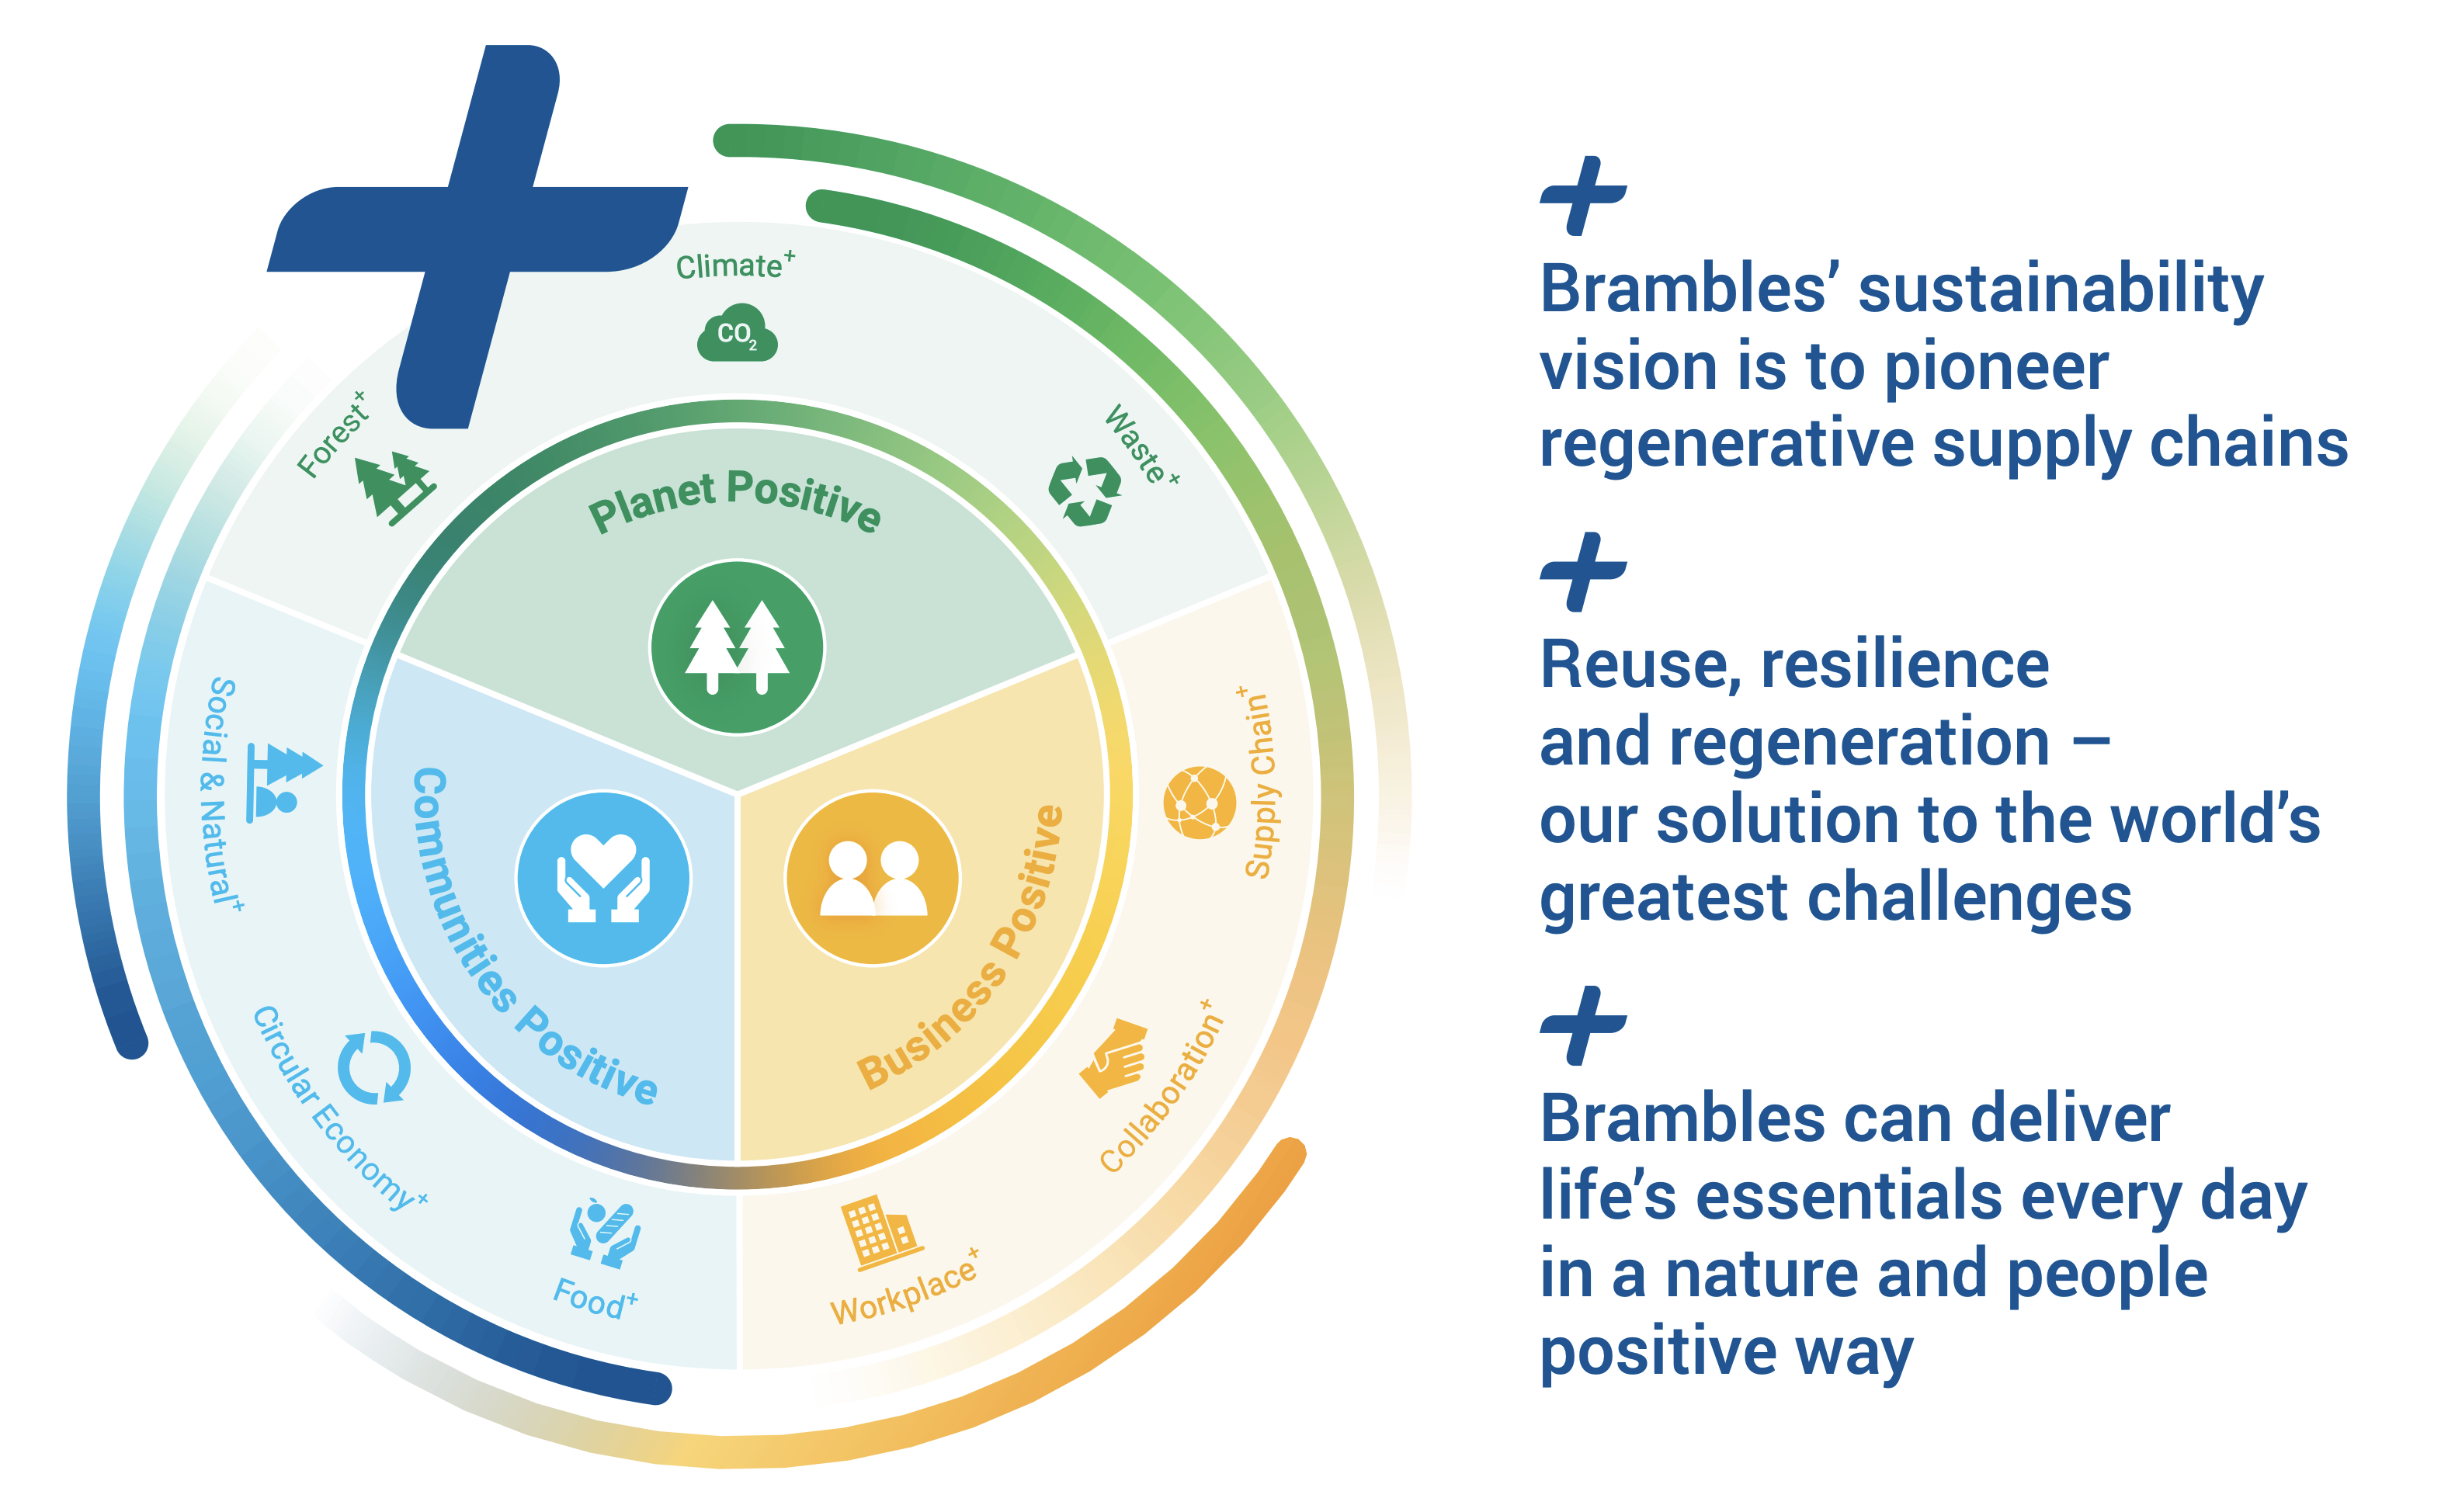 Climate+
CO2
Forest+
Waste+
Planet Positive
Social & Natural+
Supply Chain+
Communities Positive
Business Positive
Circular Economy+
Collaboration+
Food+
Workplace+
Brambles’ sustainability
vision is to pioneer
regenerative supply chains
Reuse, resilience
and regeneration –
our solution to the world’s
greatest challenges
Brambles can deliver
life’s essentials every day
in a nature and people
positive way